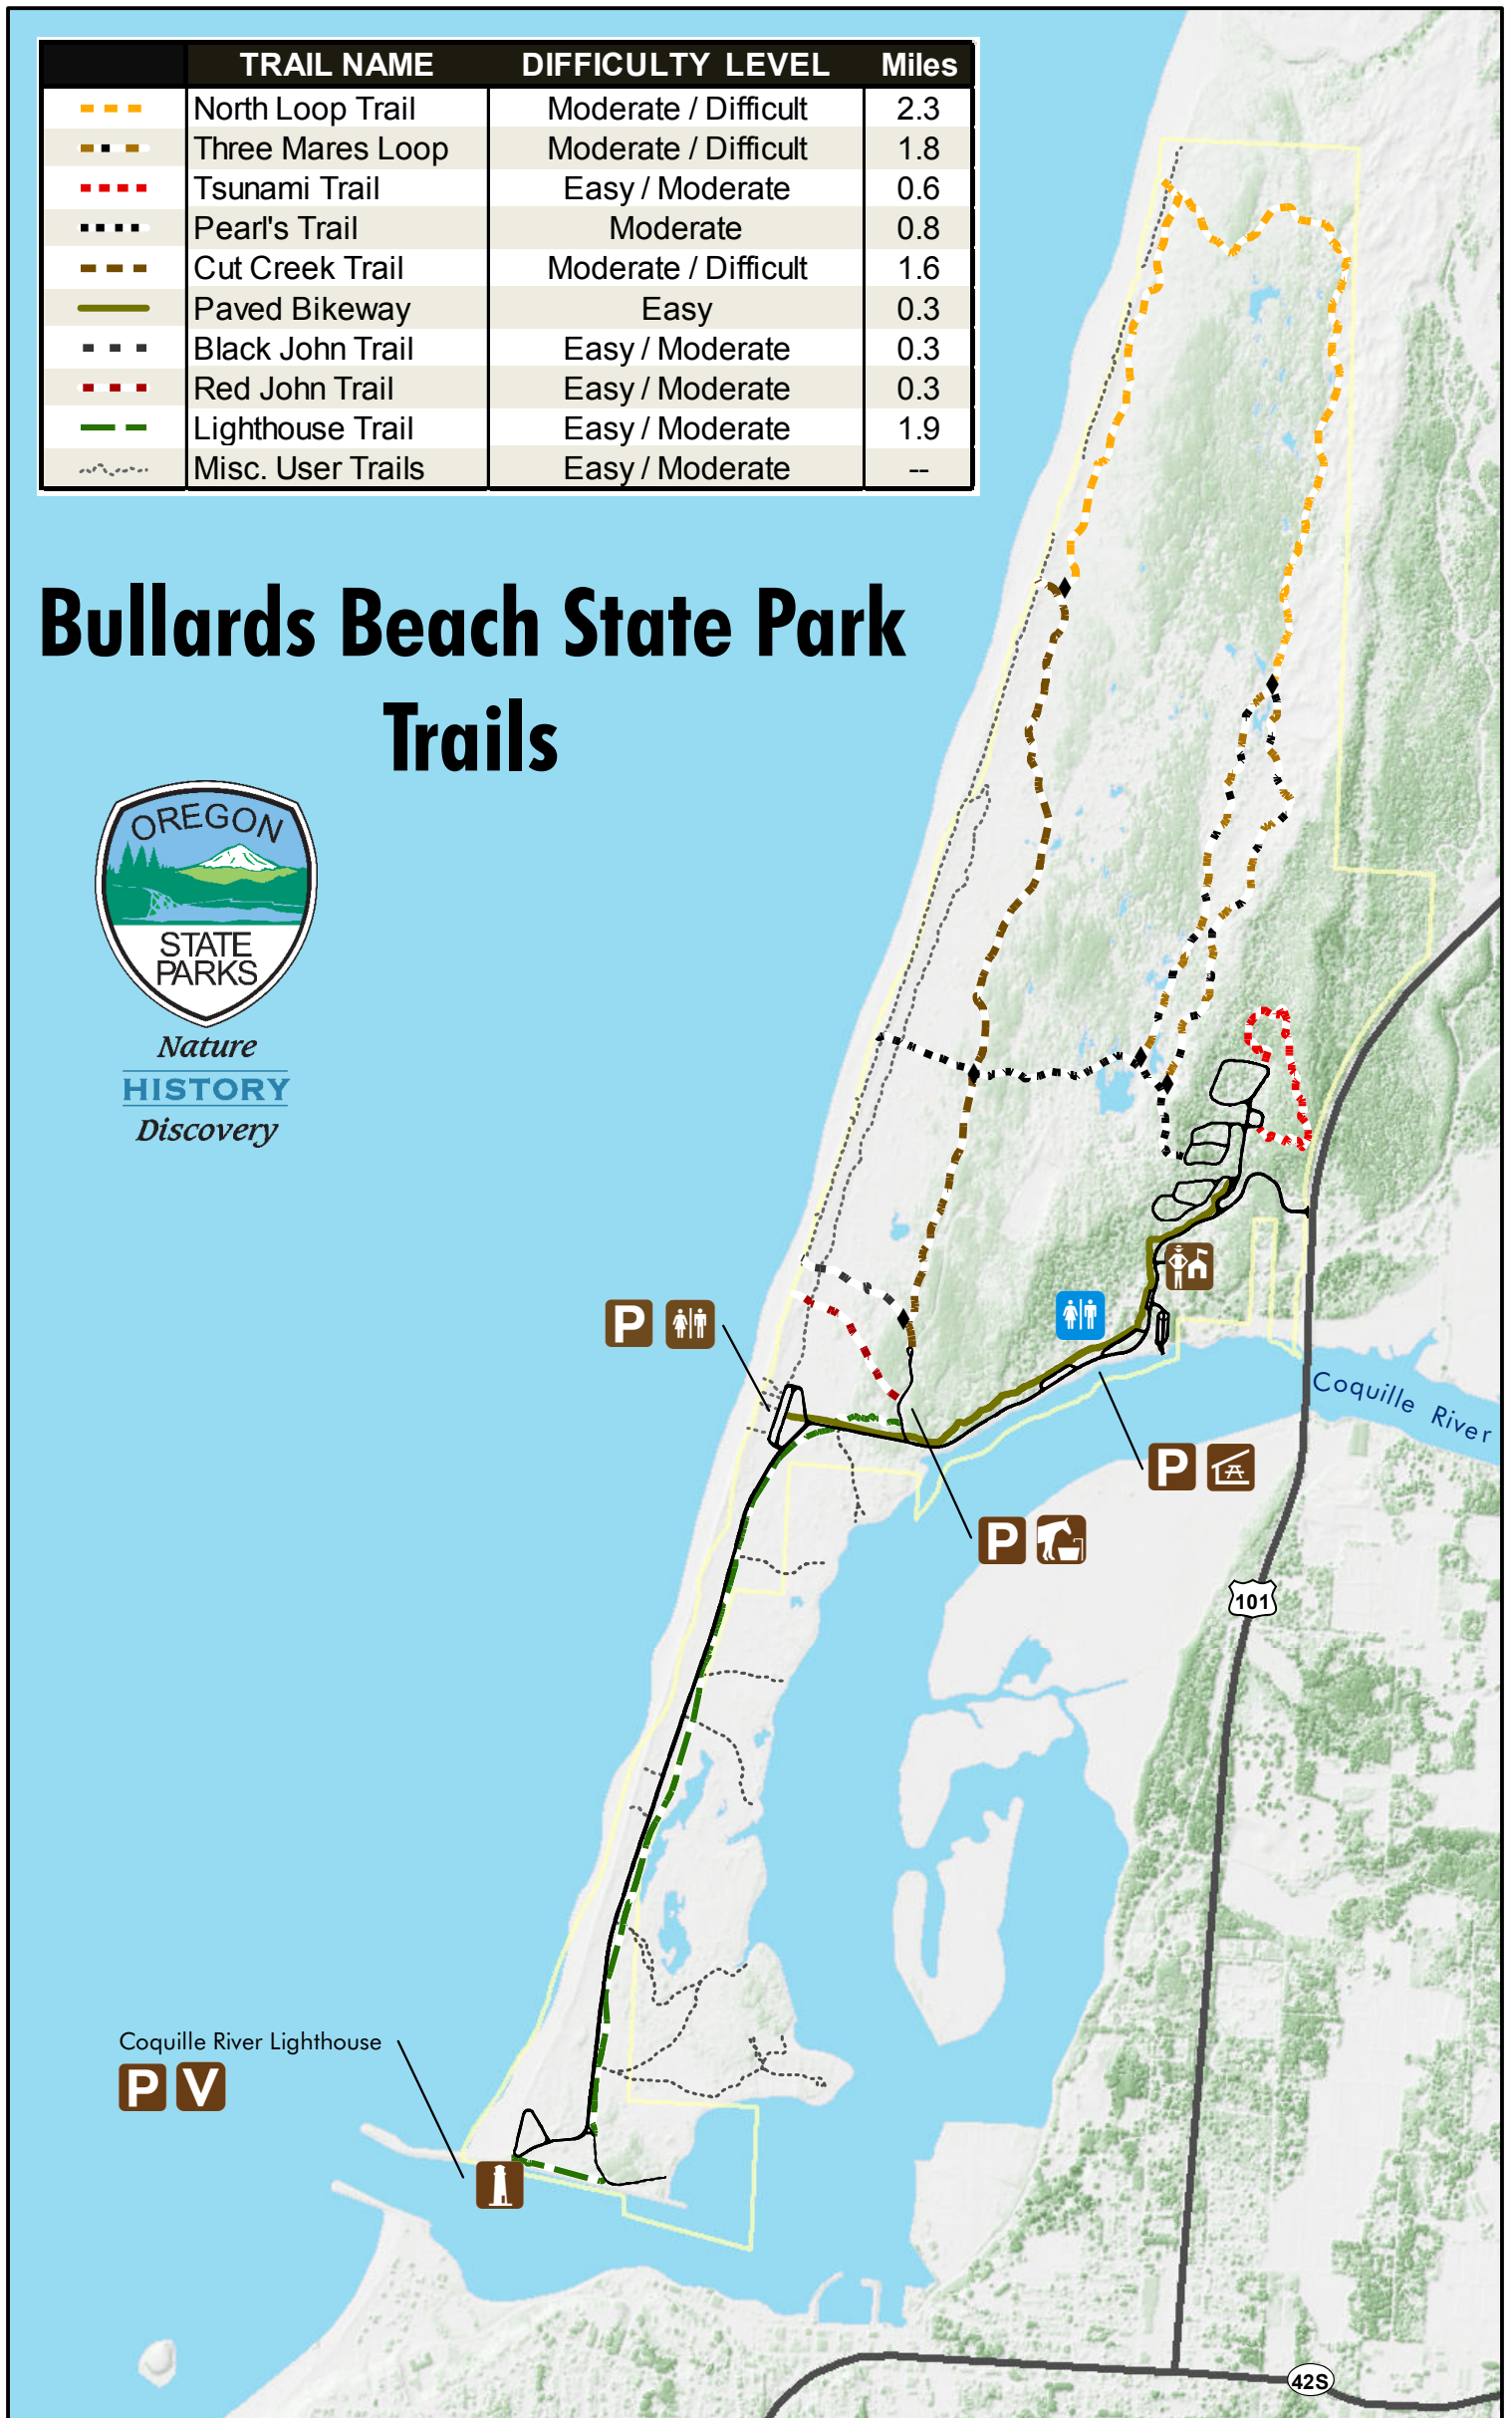 TRAIL NAME DIFFICULTY LEVEL Miles
North Loop Trail Moderate / Difficult 2.3
Three Mares Loop Moderate / Difficult 1.8
Tsunami Trail Easy / Moderate 0.6
Pearl's Trail Moderate 0.8
Cut Creek Trail Moderate / Difficult 1.6
Paved Bikeway Easy 0.3
Black John Trail Easy / Moderate 0.3
Red John Trail Easy / Moderate 0.3
Lighthouse Trail Easy / Moderate 1.9
Misc. User Trails Easy / Moderate --
Bullards Beach State Park
Trails
OREGON
STATE
PARKS
Nature
HISTORY
Discovery
P
Coquille River
P
P
101
Coquille River Lighthouse
P V
42S